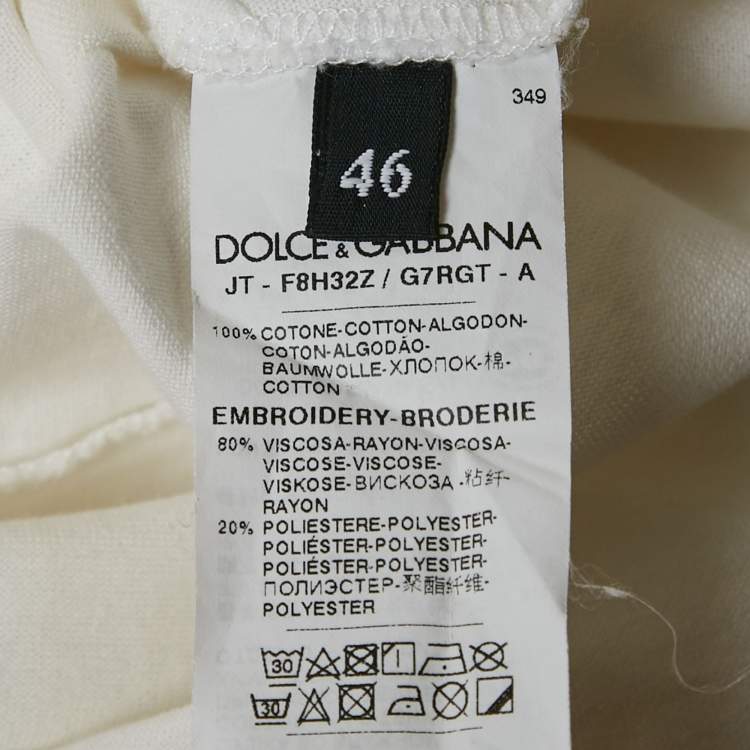 349
46
DOLCE & GABBANA
JT - F8H32Z / G7RGT - A
100% COTONE-COTTON-ALGODON-
COTON-ALGODÃO-
BAUMWOLLE-ХЛОПОК-棉-
COTTON
EMBROIDERY-BRODERIE
80% VISCOSA-RAYON-VISCOSA-
VISCOSE-VISCOSE-
VISKOSE-ВИСКОЗА-粘纤-
RAYON
20% POLIESTERE-POLYESTER-
POLIÉSTER-POLYESTER-
POLIÉSTER-POLYESTER-
ПОЛИЭСТЕР-聚酯纤维-
POLYESTER
30
30